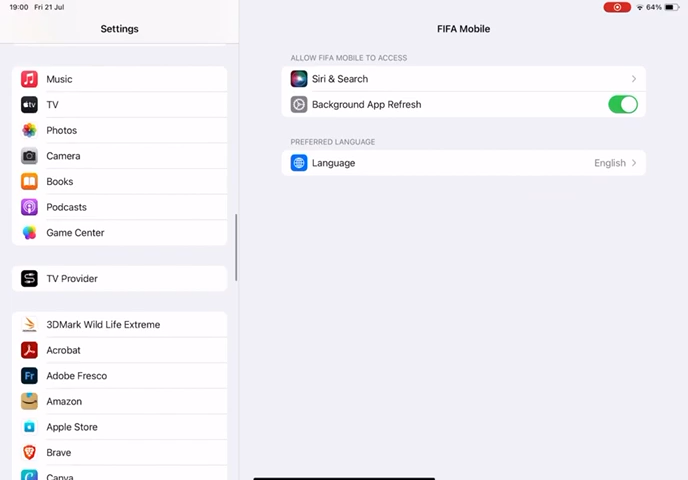 19:00 Fri 21 Jul
64%
Settings
Music
tv
TV
Photos
Camera
Books
Podcasts
Game Center
TV Provider
3DMark Wild Life Extreme
Acrobat
Fr
Adobe Fresco
Amazon
Apple Store
Brave
Canva
FIFA Mobile
ALLOW FIFA MOBILE TO ACCESS
Siri & Search
Background App Refresh
PREFERRED LANGUAGE
Language English